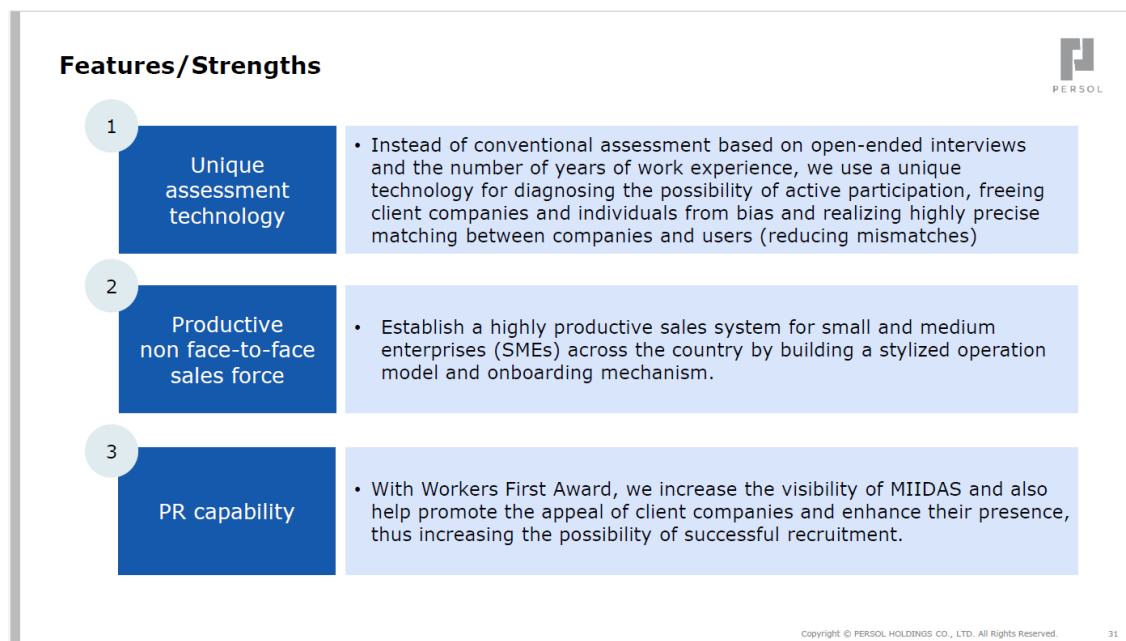 Features/Strengths
PERSOL
1
Unique
assessment
technology
• Instead of conventional assessment based on open-ended interviews
and the number of years of work experience, we use a unique
technology for diagnosing the possibility of active participation, freeing
client companies and individuals from bias and realizing highly precise
matching between companies and users (reducing mismatches)
2
Productive
non face-to-face
sales force
• Establish a highly productive sales system for small and medium
enterprises (SMEs) across the country by building a stylized operation
model and onboarding mechanism.
3
PR capability
• With Workers First Award, we increase the visibility of MIIDAS and also
help promote the appeal of client companies and enhance their presence,
thus increasing the possibility of successful recruitment.
Copyright © PERSOL HOLDINGS CO., LTD. All Rights Reserved.
31